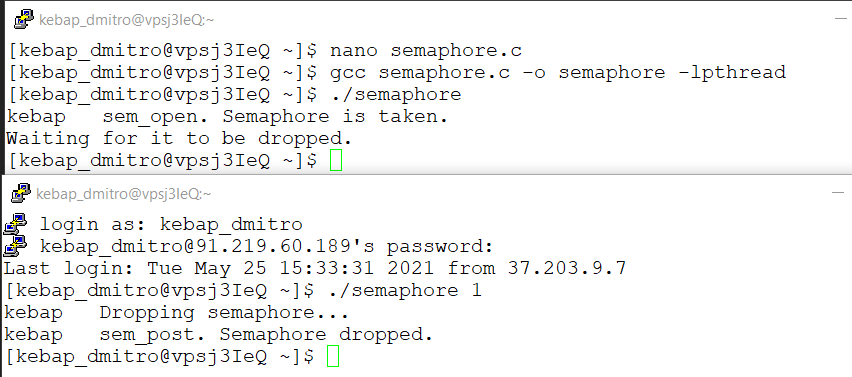 kebap_dmitro@vpsj3IeQ:~
[kebap_dmitro@vpsj3IeQ ~]$ nano semaphore.c
[kebap_dmitro@vpsj3IeQ ~]$ gcc semaphore.c -o semaphore -lpthread
[kebap_dmitro@vpsj3IeQ ~]$ ./semaphore
kebap   sem_open. Semaphore is taken.
Waiting for it to be dropped.
[kebap_dmitro@vpsj3IeQ ~]$
kebap_dmitro@vpsj3IeQ:~
login as: kebap_dmitro
kebap_dmitro@91.219.60.189's password:
Last login: Tue May 25 15:33:31 2021 from 37.203.9.7
[kebap_dmitro@vpsj3IeQ ~]$ ./semaphore 1
kebap   Dropping semaphore...
kebap   sem_post. Semaphore dropped.
[kebap_dmitro@vpsj3IeQ ~]$